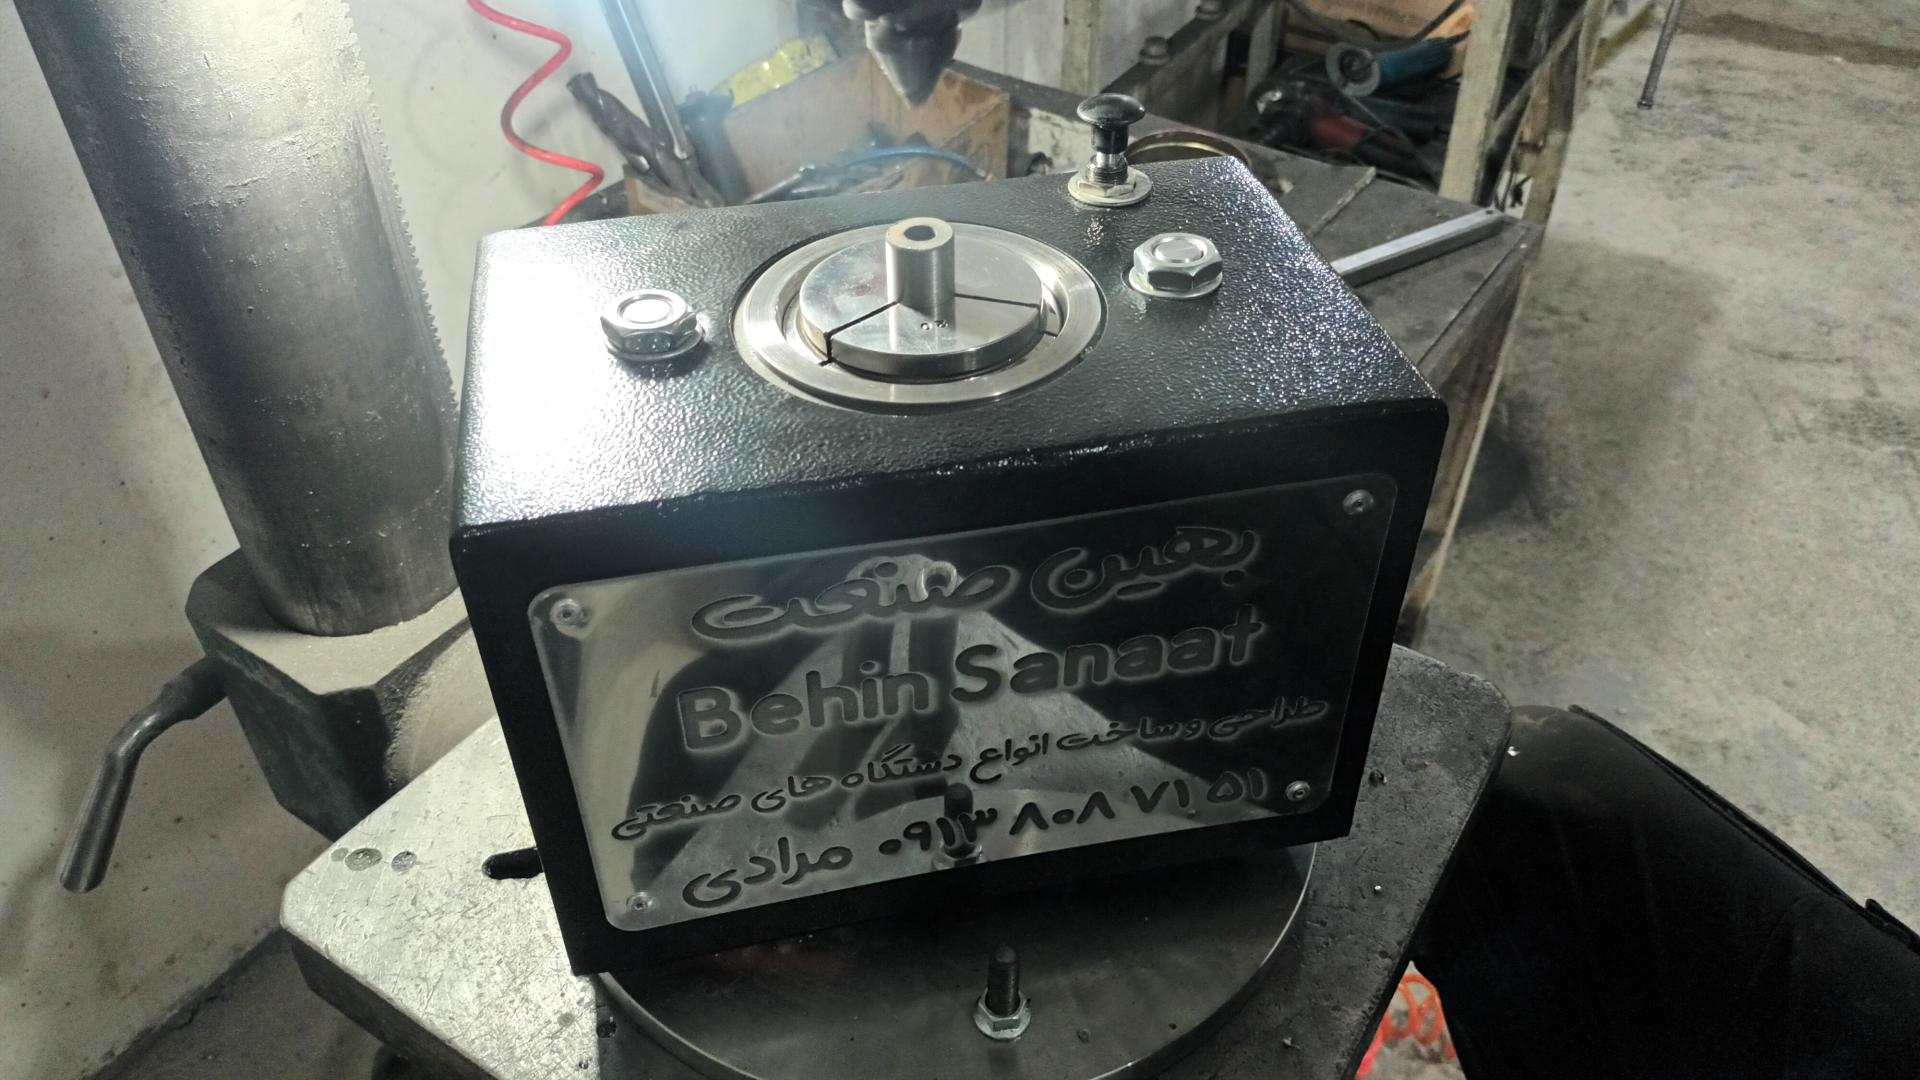 بهین صنعت
Behin Sanaat
طراحی و ساخت انواع دستگاه های صنعتی
۰۹۱۳ ۸۰۸ ۷۱ ۵۱ مرادی